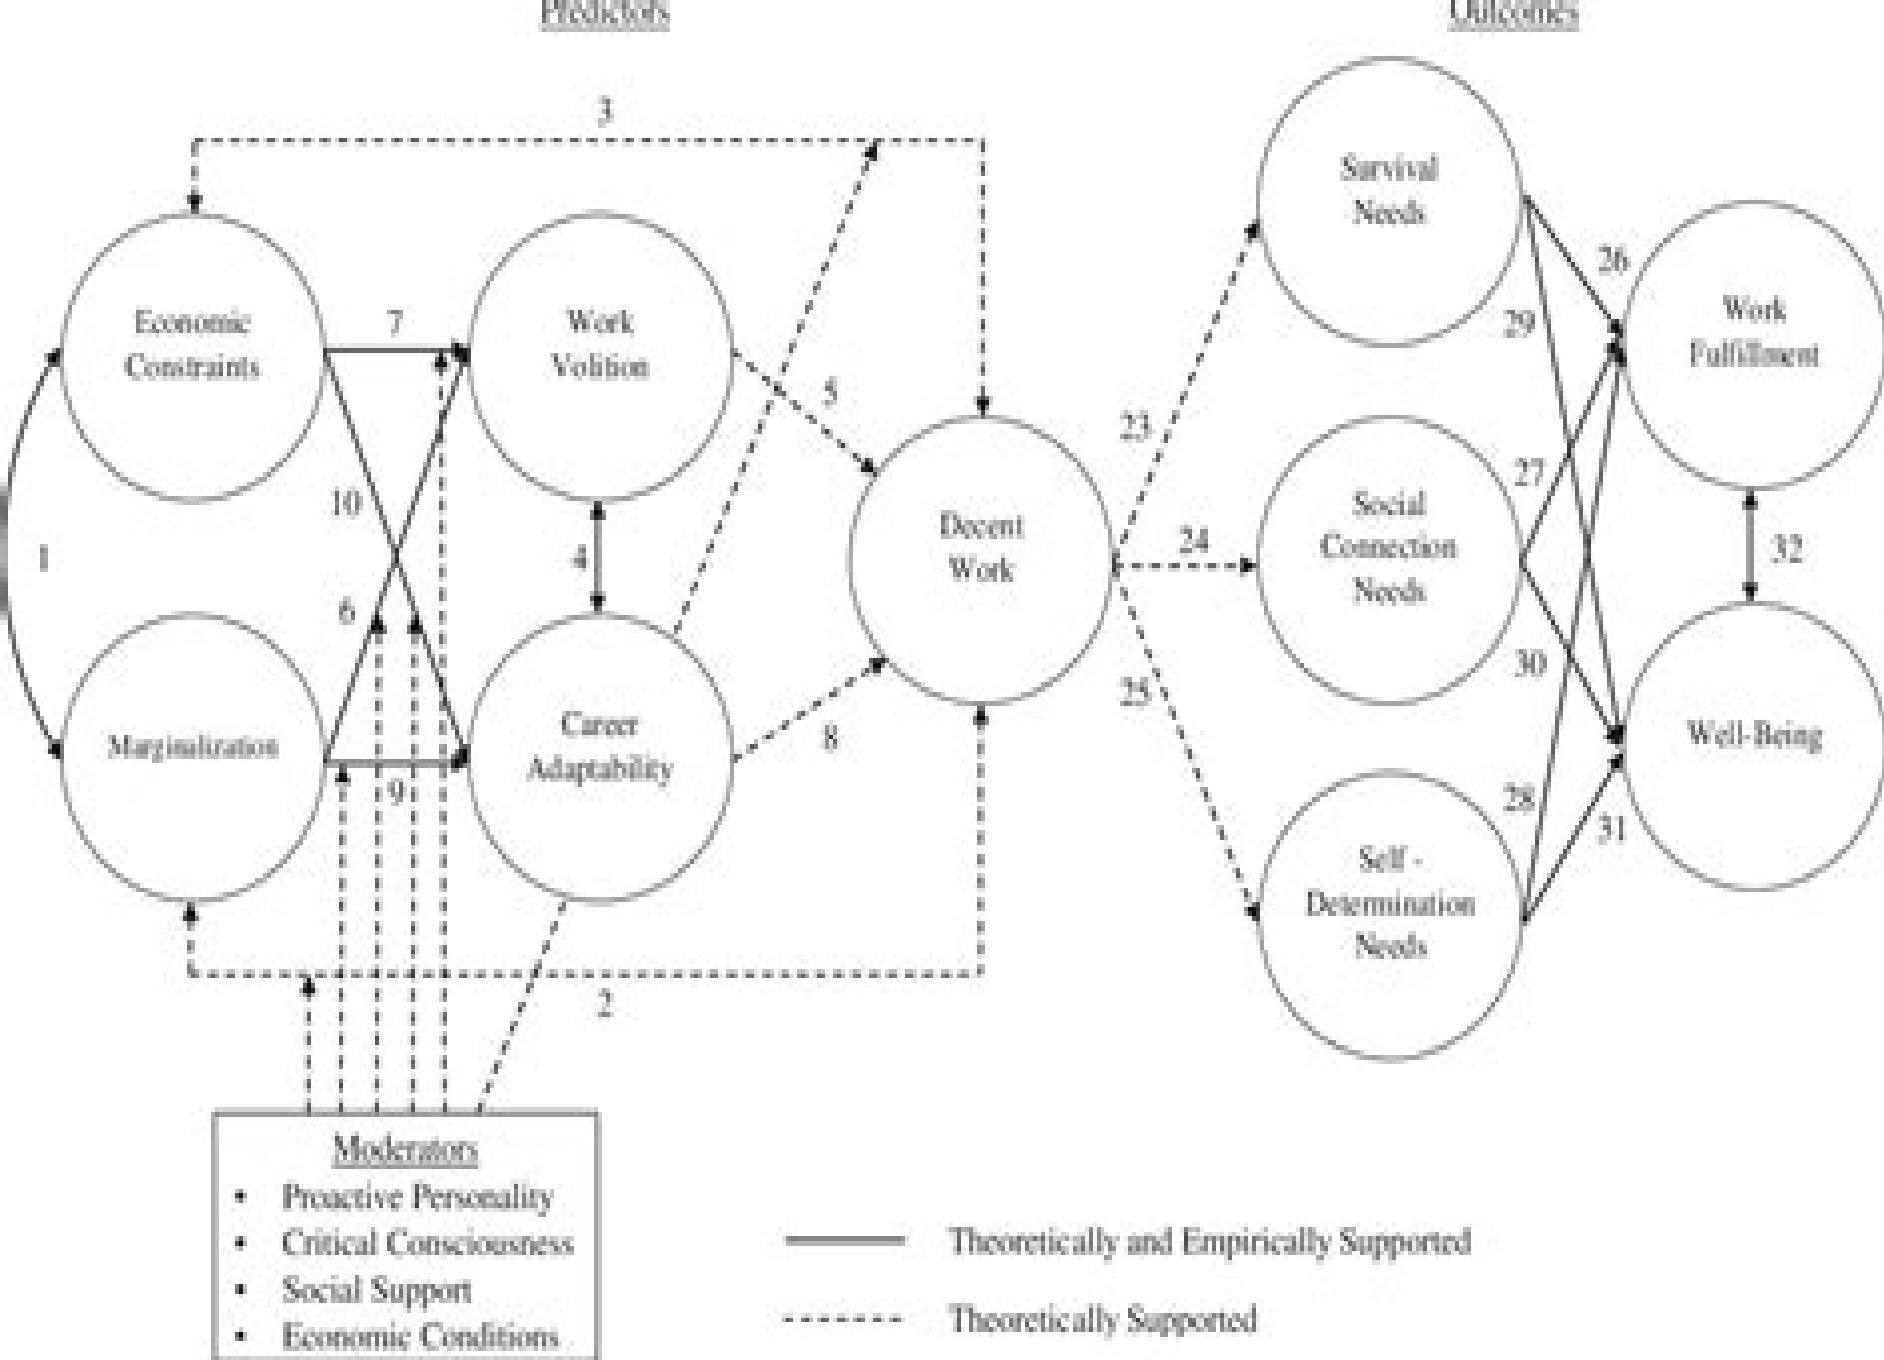 Predictors
Outcomes
3
Survival
Needs
26
Economic
Constraints
7
Work
Volition
29
Work
Fulfillment
5
23
10
27
1
4
Decent
Work
24
Social
Connection
Needs
32
6
30
25
Marginalization
Career
Adaptability
8
Well-Being
9
28
31
Self -
Determination
Needs
2
Moderators
• Proactive Personality
• Critical Consciousness
• Social Support
• Economic Conditions
Theoretically and Empirically Supported
Theoretically Supported